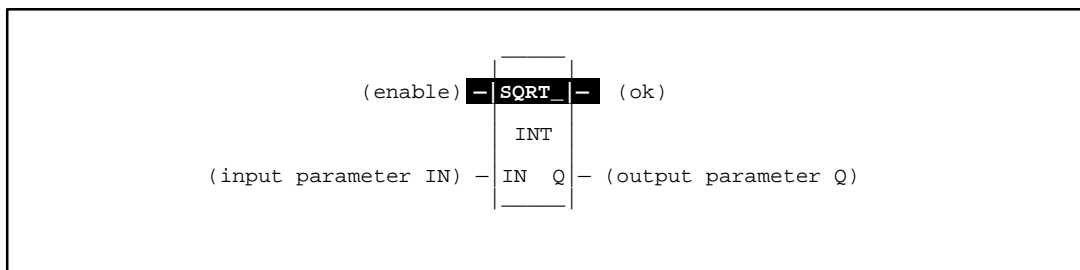 (enable) –|SQRT_|– (ok)
INT
(input parameter IN) –|IN Q|– (output parameter Q)